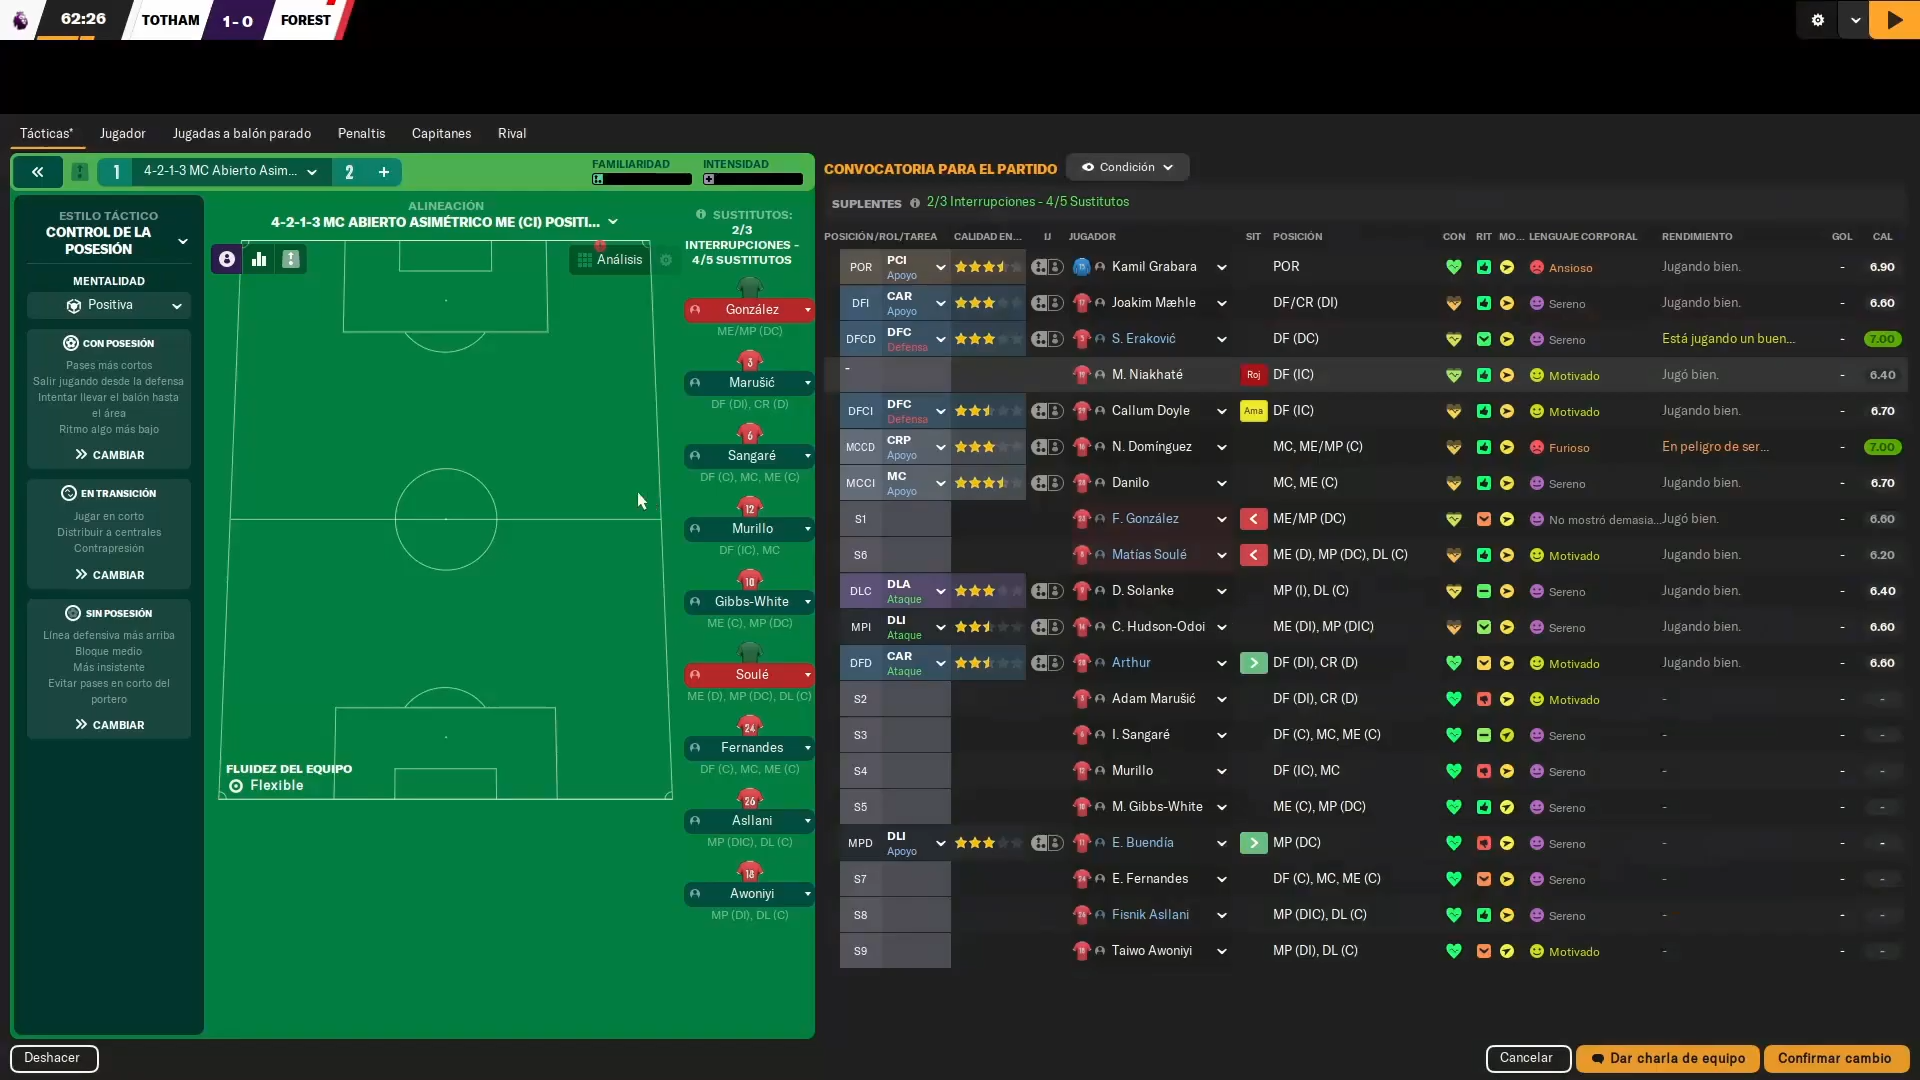 62:26
TOTHAM
1 - 0
FOREST
Tácticas*
Jugador
Jugadas a balón parado
Penaltis
Capitanes
Rival
1
4-2-1-3 MC Abierto Asim...
2
+
FAMILIARIDAD
INTENSIDAD
ESTILO TÁCTICO
CONTROL DE LA
POSESIÓN
MENTALIDAD
Positiva
CON POSESIÓN
Pases más cortos
Salir jugando desde la defensa
Intentar llevar el balón hasta
el área
Ritmo algo más bajo
CAMBIAR
EN TRANSICIÓN
Jugar en corto
Distribuir a centrales
Contrapresión
CAMBIAR
SIN POSESIÓN
Línea defensiva más arriba
Bloque medio
Más insistente
Evitar pases en corto del
portero
CAMBIAR
ALINEACIÓN
4-2-1-3 MC ABIERTO ASIMÉTRICO ME (CI) POSITI...
Análisis
FLUIDEZ DEL EQUIPO
Flexible
SUSTITUTOS:
2/3
INTERRUPCIONES -
4/5 SUSTITUTOS
González
ME/MP (DC)
3
Marušić
DF (DI), CR (D)
6
Sangaré
DF (C), MC, ME (C)
12
Murillo
DF (IC), MC
10
Gibbs-White
ME (C), MP (DC)
Soulé
ME (D), MP (DC), DL (C)
24
Fernandes
DF (C), MC, ME (C)
26
Asllani
MP (DIC), DL (C)
18
Awoniyi
MP (DI), DL (C)
CONVOCATORIA PARA EL PARTIDO
Condición
SUPLENTES
2/3 Interrupciones - 4/5 Sustitutos
POSICIÓN/ROL/TAREA CALIDAD EN... IJ JUGADOR SIT POSICIÓN CON RIT MO... LENGUAJE CORPORAL RENDIMIENTO GOL CAL
POR PCI Apoyo Kamil Grabara POR Ansioso Jugando bien. - 6.90
DFI CAR Apoyo Joakim Mæhle DF/CR (DI) Sereno Jugando bien. - 6.60
DFCD DFC Defensa S. Eraković DF (DC) Sereno Está jugando un buen... - 7.00
- M. Niakhaté Roj DF (IC) Motivado Jugó bien. - 6.40
DFCI DFC Defensa Callum Doyle Ama DF (IC) Motivado Jugando bien. - 6.70
MCCD CRP Apoyo N. Domínguez MC, ME/MP (C) Furioso En peligro de ser... - 7.00
MCCI MC Apoyo Danilo MC, ME (C) Sereno Jugando bien. - 6.70
S1 F. González ME/MP (DC) No mostró demasia... Jugó bien. - 6.60
S6 Matías Soulé ME (D), MP (DC), DL (C) Motivado Jugando bien. - 6.20
DLC DLA Ataque D. Solanke MP (I), DL (C) Sereno Jugando bien. - 6.40
MPI DLI Ataque C. Hudson-Odoi ME (DI), MP (DIC) Sereno Jugando bien. - 6.60
DFD CAR Ataque Arthur DF (DI), CR (D) Motivado Jugando bien. - 6.60
S2 Adam Marušić DF (DI), CR (D) Motivado - - -
S3 I. Sangaré DF (C), MC, ME (C) Sereno - - -
S4 Murillo DF (IC), MC Sereno - - -
S5 M. Gibbs-White ME (C), MP (DC) Sereno - - -
MPD DLI Apoyo E. Buendía MP (DC) Sereno - - -
S7 E. Fernandes DF (C), MC, ME (C) Sereno - - -
S8 Fisnik Asllani MP (DIC), DL (C) Sereno - - -
S9 Taiwo Awoniyi MP (DI), DL (C) Motivado - - -
Deshacer
Cancelar
Dar charla de equipo
Confirmar cambio